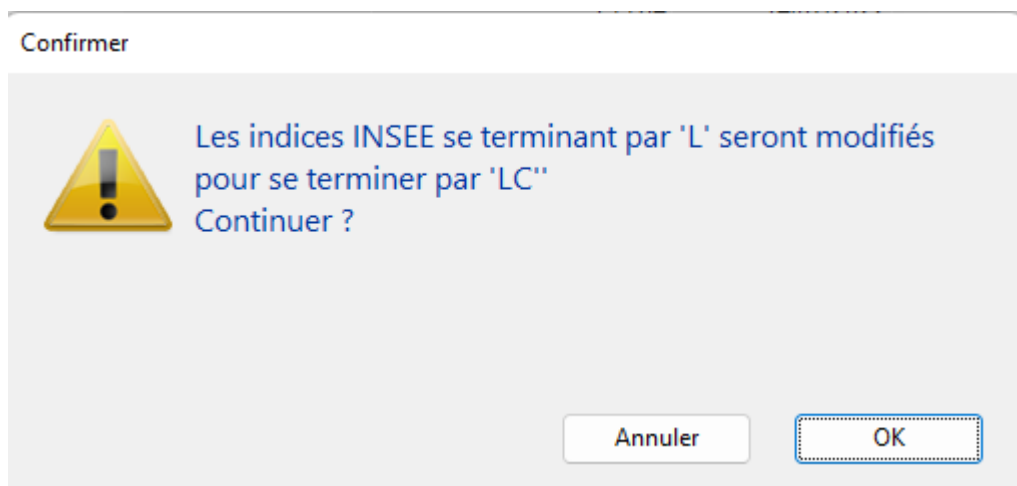 Confirmer
Les indices INSEE se terminant par 'L' seront modifiés
pour se terminer par 'LC''
Continuer ?
Annuler
OK